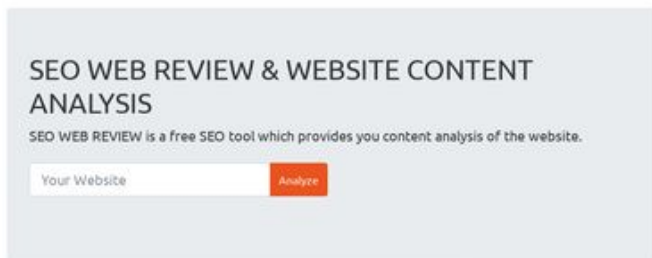 SEO WEB REVIEW & WEBSITE CONTENT
ANALYSIS
SEO WEB REVIEW is a free SEO tool which provides you content analysis of the website.
Your Website
Analyze